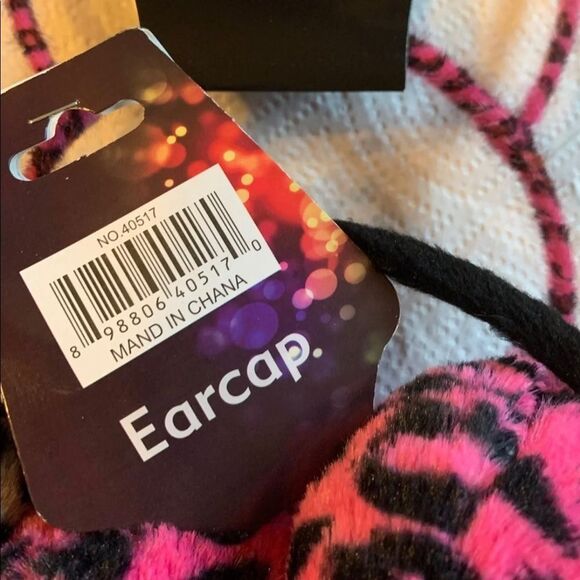 NO.40517
8 98806 40517 0
MAND IN CHANA
Earcap.